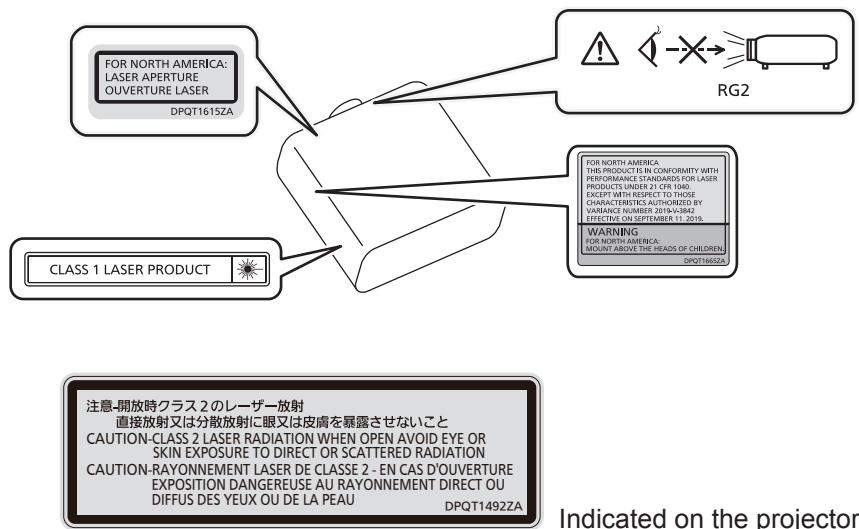 FOR NORTH AMERICA:
LASER APERTURE
OUVERTURE LASER
DPQT1615ZA
RG2
FOR NORTH AMERICA
THIS PRODUCT IS IN CONFORMITY WITH
PERFORMANCE STANDARDS FOR LASER
PRODUCTS UNDER 21 CFR 1040.
EXCEPT WITH RESPECT TO THOSE
CHARACTERISTICS AUTHORIZED BY
VARIANCE NUMBER 2019-V-3842
EFFECTIVE ON SEPTEMBER 11. 2019.
WARNING
FOR NORTH AMERICA:
MOUNT ABOVE THE HEADS OF CHILDREN.
DPQT1665ZA
CLASS 1 LASER PRODUCT
注意-開放時クラス2のレーザー放射
直接放射又は分散放射に眼又は皮膚を暴露させないこと
CAUTION-CLASS 2 LASER RADIATION WHEN OPEN AVOID EYE OR
SKIN EXPOSURE TO DIRECT OR SCATTERED RADIATION
CAUTION-RAYONNEMENT LASER DE CLASSE 2 - EN CAS D'OUVERTURE
EXPOSITION DANGEREUSE AU RAYONNEMENT DIRECT OU
DIFFUS DES YEUX OU DE LA PEAU
DPQT1492ZA
Indicated on the projector